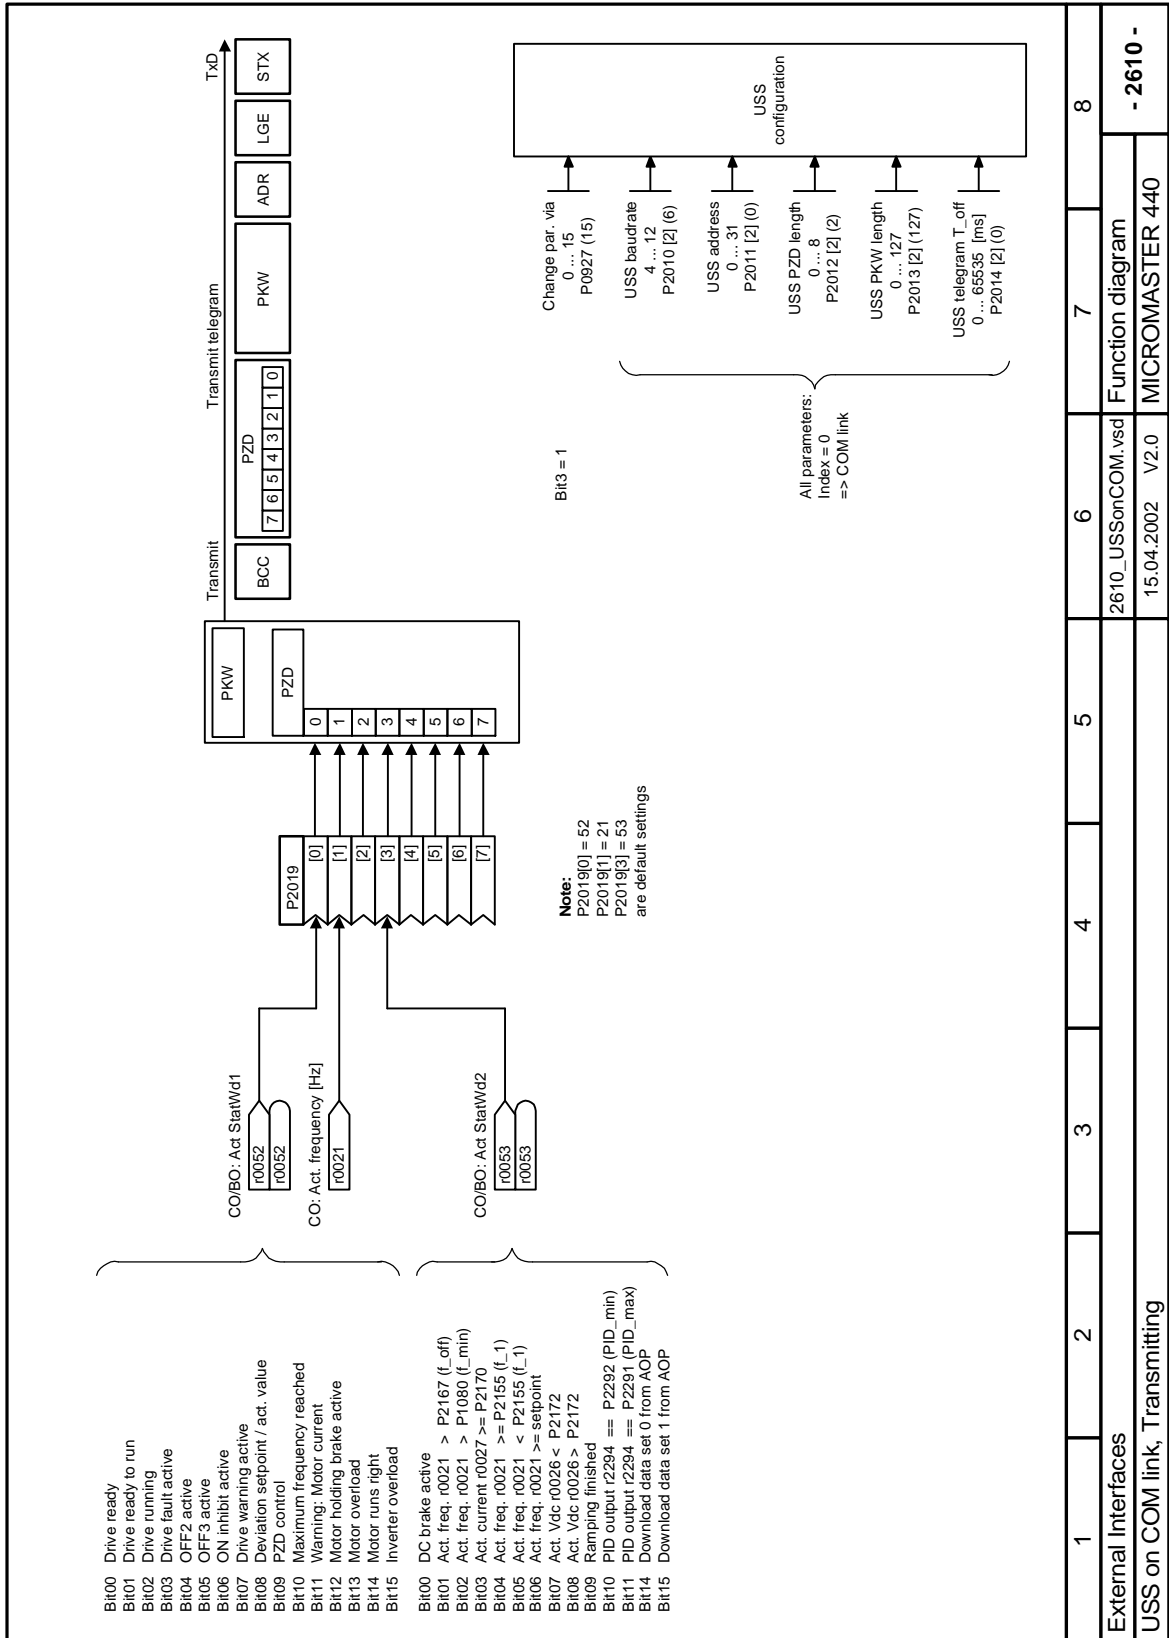 Bit00 Drive ready
Bit01 Drive ready to run
Bit02 Drive running
Bit03 Drive fault active
Bit04 OFF2 active
Bit05 OFF3 active
Bit06 ON inhibit active
Bit07 Drive warning active
Bit08 Deviation setpoint / act. value
Bit09 PZD control
Bit10 Maximum frequency reached
Bit11 Warning: Motor current
Bit12 Motor holding brake active
Bit13 Motor overload
Bit14 Motor runs right
Bit15 Inverter overload
Bit00 DC brake active
Bit01 Act. freq. r0021 > P2167 (f_off)
Bit02 Act. freq. r0021 > P1080 (f_min)
Bit03 Act. current r0027 >= P2170
Bit04 Act. freq. r0021 >= P2155 (f_1)
Bit05 Act. freq. r0021 < P2155 (f_1)
Bit06 Act. freq. r0021 >= setpoint
Bit07 Act. Vdc r0026 < P2172
Bit08 Act. Vdc r0026 > P2172
Bit09 Ramping finished
Bit10 PID output r2294 == P2292 (PID_min)
Bit11 PID output r2294 == P2291 (PID_max)
Bit14 Download data set 0 from AOP
Bit15 Download data set 1 from AOP
CO/BO: Act StatWd1
r0052
r0052
CO: Act. frequency [Hz]
r0021
CO/BO: Act StatWd2
r0053
r0053
P2019
[0]
[1]
[2]
[3]
[4]
[5]
[6]
[7]
Note:
P2019[0] = 52
P2019[1] = 21
P2019[3] = 53
are default settings
PKW
PZD
0
1
2
3
4
5
6
7
Transmit
Transmit telegram
TxD
BCC
PZD
7 6 5 4 3 2 1 0
PKW
ADR
LGE
STX
Bit3 = 1
All parameters:
Index = 0
=> COM link
Change par. via
0 ... 15
P0927 (15)
USS baudrate
4 ... 12
P2010 [2] (6)
USS address
0 ... 31
P2011 [2] (0)
USS PZD length
0 ... 8
P2012 [2] (2)
USS PKW length
0 ... 127
P2013 [2] (127)
USS telegram T_off
0 ... 65535 [ms]
P2014 [2] (0)
USS
configuration
1 2 3 4 5 6 7 8
External Interfaces
2610_USSonCOM.vsd
Function diagram
- 2610 -
USS on COM link, Transmitting
15.04.2002 V2.0
MICROMASTER 440